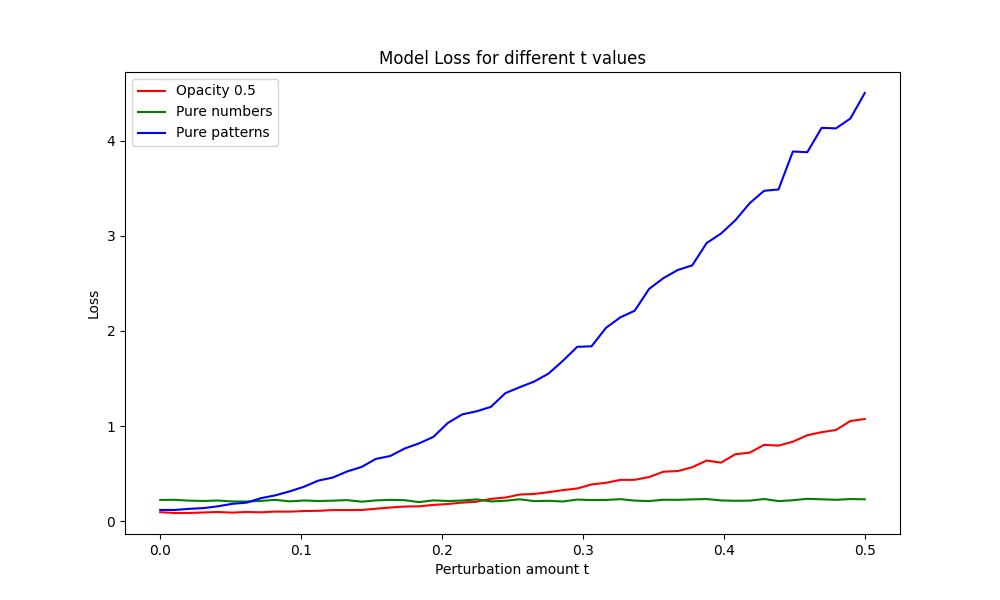 Model Loss for different t values
Opacity 0.5
Pure numbers
Pure patterns
4
3
2
1
0
Loss
0.0 0.1 0.2 0.3 0.4 0.5
Perturbation amount t